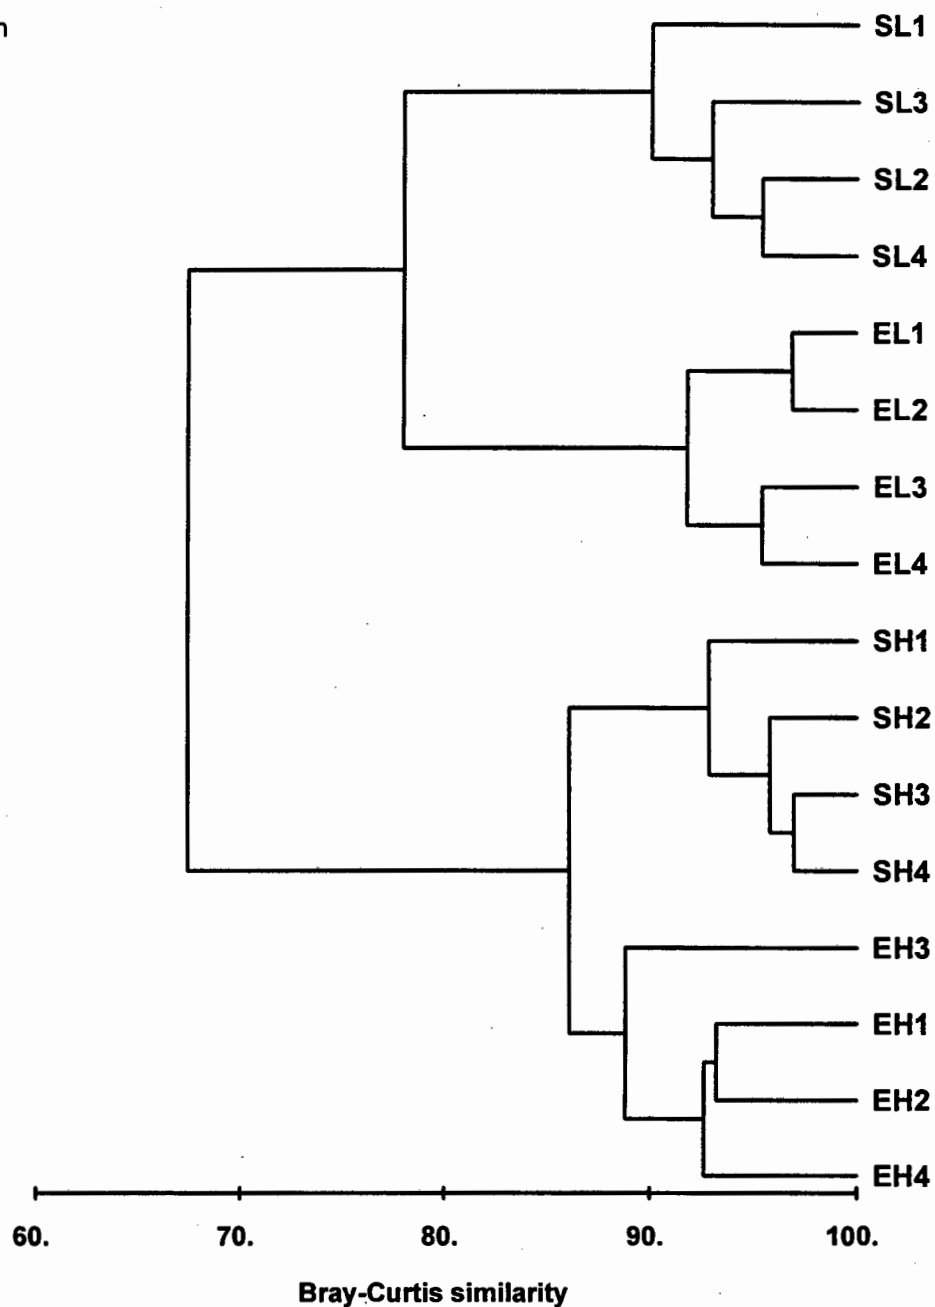 SL1
SL3
SL2
SL4
EL1
EL2
EL3
EL4
SH1
SH2
SH3
SH4
EH3
EH1
EH2
EH4
60. 70. 80. 90. 100.
Bray-Curtis similarity